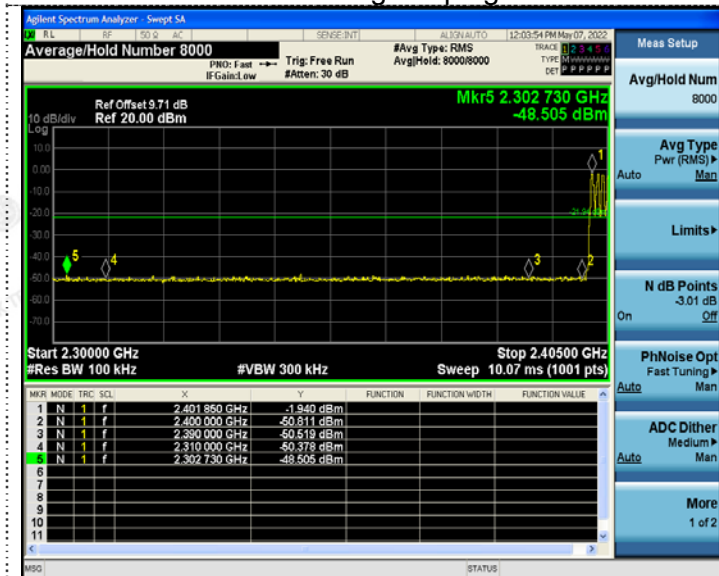 Agilent Spectrum Analyzer - Swept SA
RL RF 50 Ω AC SENSE:INT ALIGN AUTO 12:03:54 PM May 07, 2022
Average/Hold Number 8000
PNO: Fast
IFGain:Low
Trig: Free Run
#Atten: 30 dB
#Avg Type: RMS
Avg|Hold: 8000/8000
TRACE 1 2 3 4 5 6
TYPE M
DET P P P P P P
Mkr5 2.302 730 GHz
-48.505 dBm
Ref Offset 9.71 dB
10 dB/div Ref 20.00 dBm
Log
10.0
0.00
-10.0
-20.0
-30.0
-40.0
-50.0
-60.0
-70.0
1
5
4
3
2
Start 2.30000 GHz Stop 2.40500 GHz
#Res BW 100 kHz #VBW 300 kHz Sweep 10.07 ms (1001 pts)
MKR MODE TRC SCL X Y FUNCTION FUNCTION WIDTH FUNCTION VALUE
1 N 1 f 2.401 850 GHz -1.940 dBm
2 N 1 f 2.400 000 GHz -50.811 dBm
3 N 1 f 2.390 000 GHz -50.519 dBm
4 N 1 f 2.310 000 GHz -50.378 dBm
5 N 1 f 2.302 730 GHz -48.505 dBm
6
7
8
9
10
11
MSG STATUS
Meas Setup
Avg/Hold Num
8000
Avg Type
Pwr (RMS)
Auto Man
Limits
N dB Points
-3.01 dB
On Off
PhNoise Opt
Fast Tuning
Auto Man
ADC Dither
Medium
Auto Man
More
1 of 2